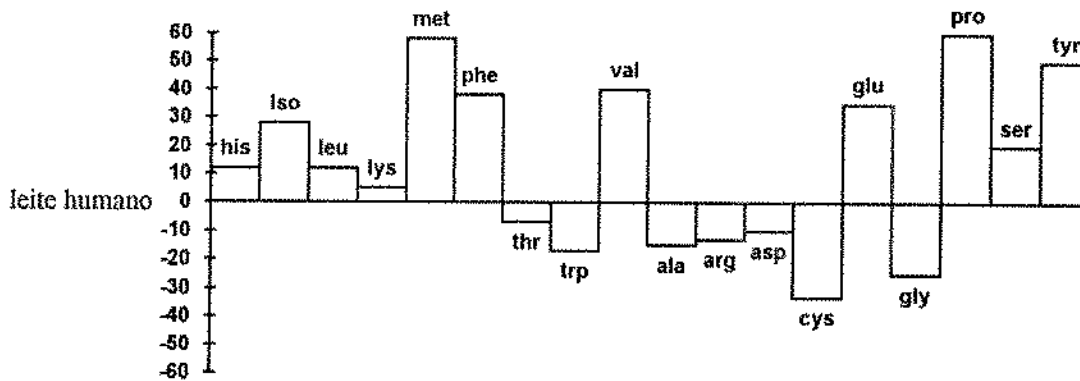 60
50
40
30
20
10
0
-10
-20
-30
-40
-50
-60
leite humano
his
Iso
leu
lys
met
phe
thr
trp
val
ala
arg
asp
cys
glu
gly
pro
ser
tyr